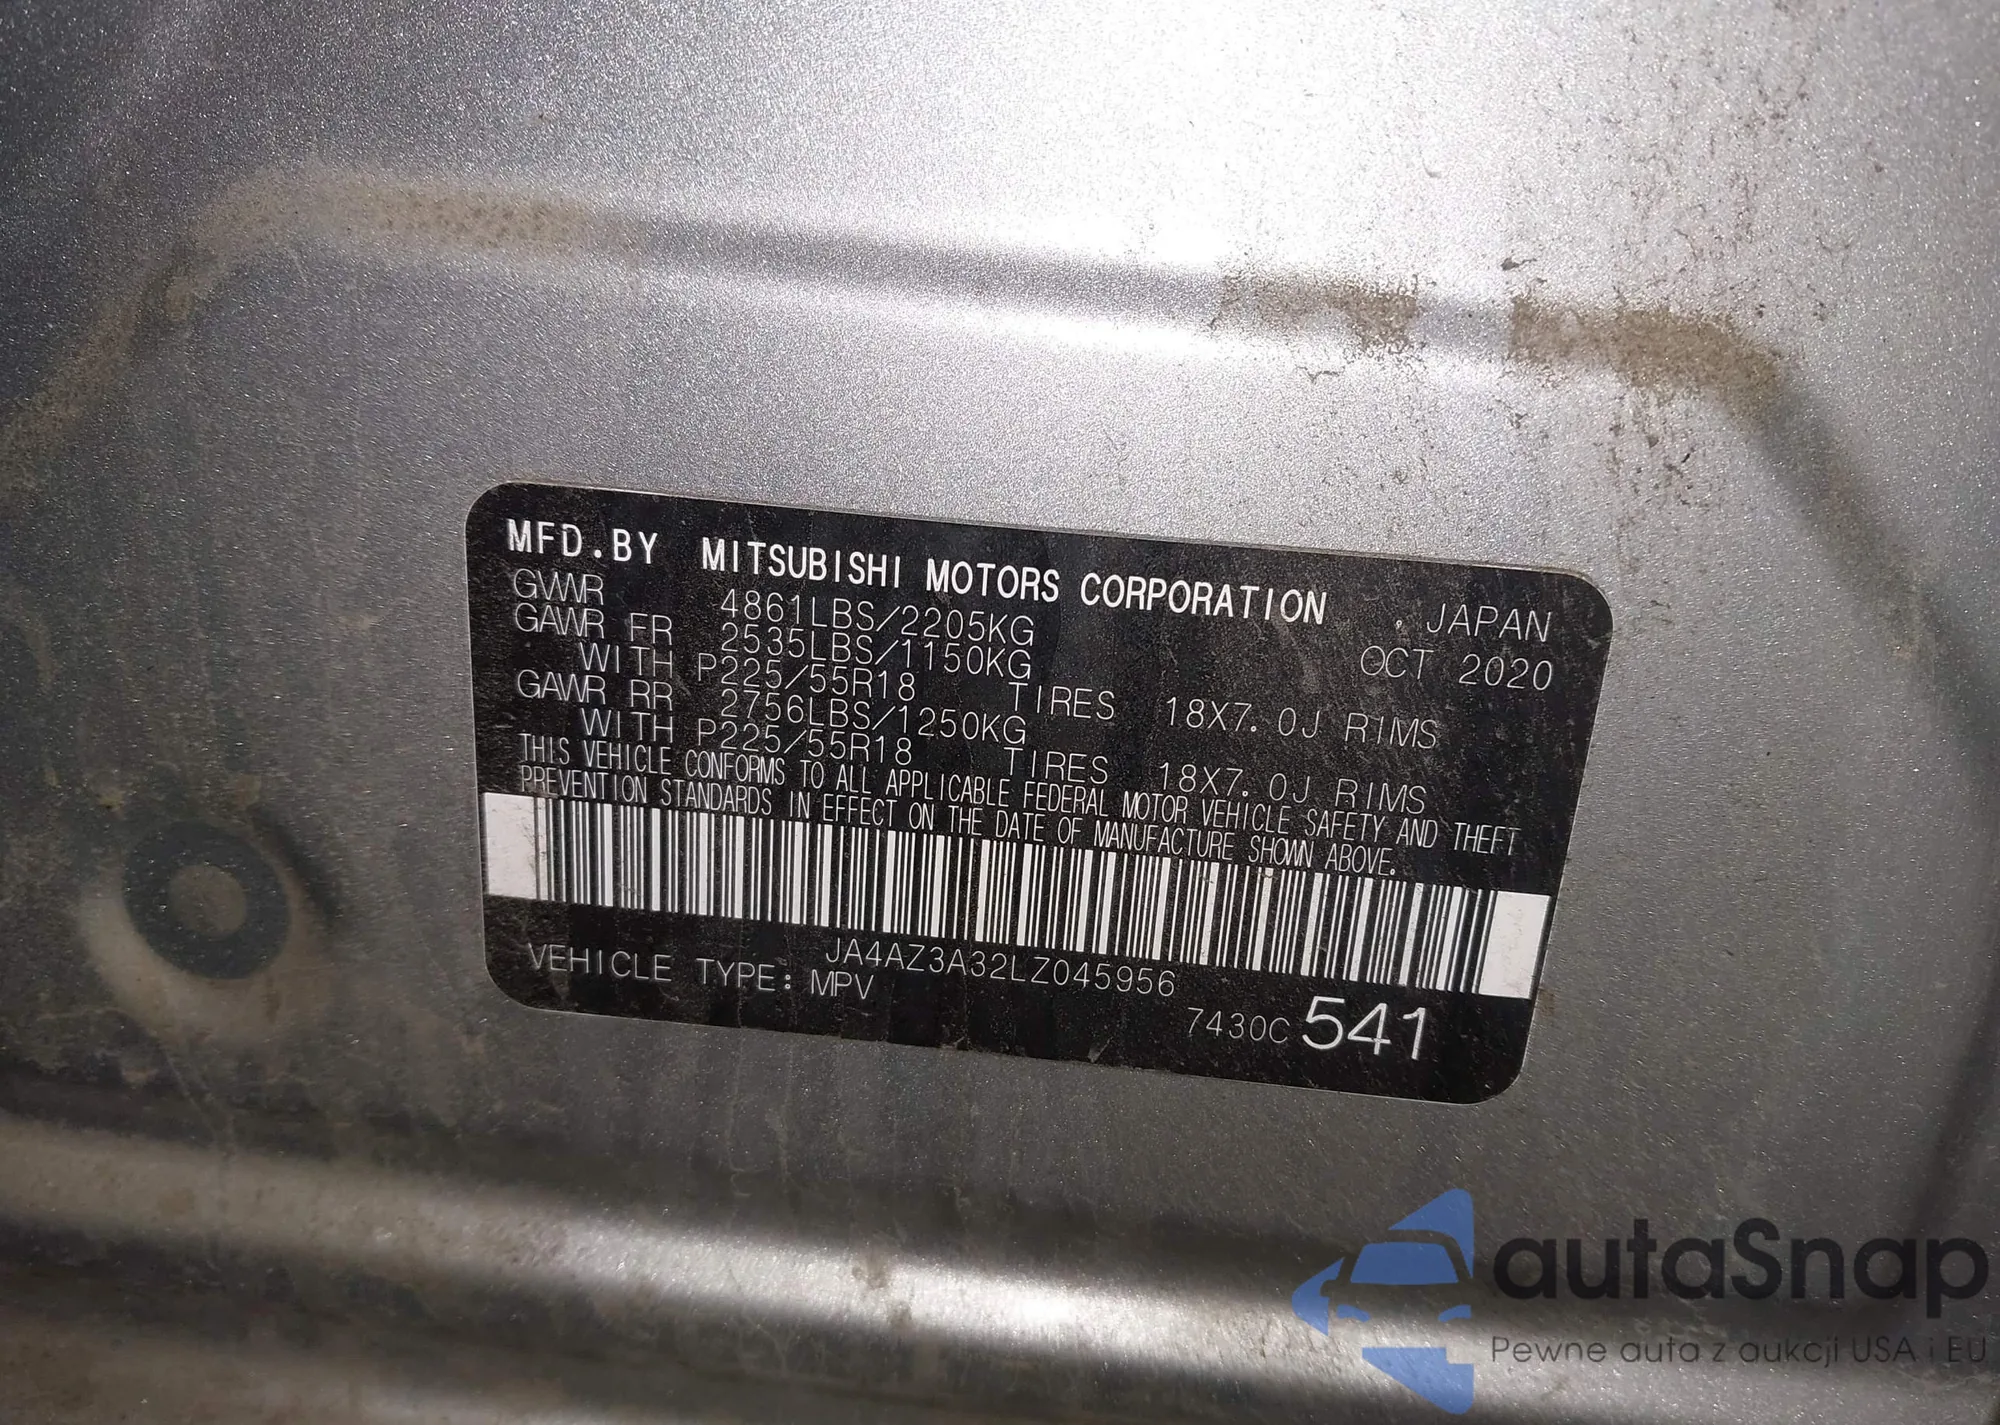 MFD.BY MITSUBISHI MOTORS CORPORATION . JAPAN
GVWR 4861LBS/2205KG OCT 2020
GAWR FR 2535LBS/1150KG
WITH P225/55R18 TIRES 18X7.0J RIMS
GAWR RR 2756LBS/1250KG
WITH P225/55R18 TIRES 18X7.0J RIMS
THIS VEHICLE CONFORMS TO ALL APPLICABLE FEDERAL MOTOR VEHICLE SAFETY AND THEFT
PREVENTION STANDARDS IN EFFECT ON THE DATE OF MANUFACTURE SHOWN ABOVE.
JA4AZ3A32LZ045956
VEHICLE TYPE: MPV 7430C 541
autaSnap
Pewne auta z aukcji USA i EU